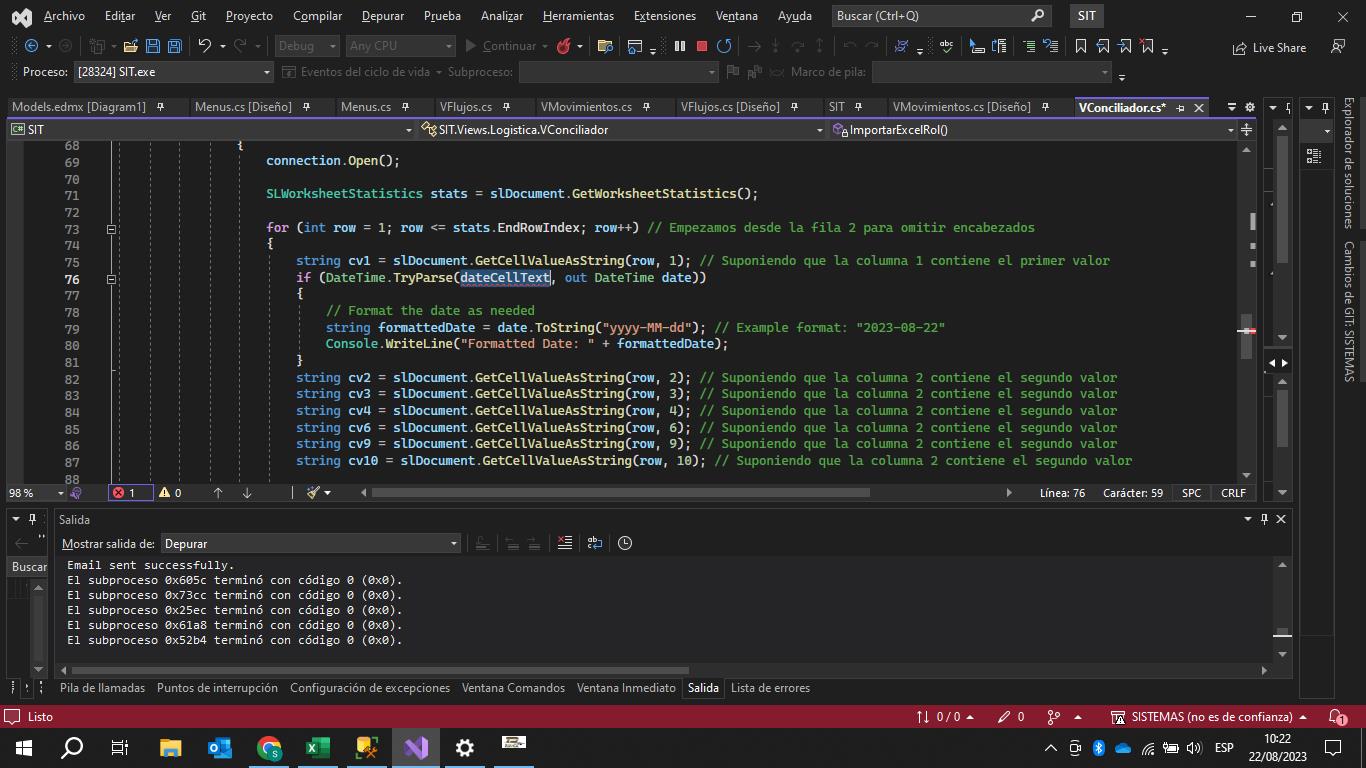 Archivo Editar Ver Git Proyecto Compilar Depurar Prueba Analizar Herramientas Extensiones Ventana Ayuda Buscar (Ctrl+Q) SIT
Debug Any CPU Continuar Live Share
Proceso: [28324] SIT.exe Eventos del ciclo de vida Subproceso: Marco de pila:
Models.edmx [Diagram1] Menus.cs [Diseño] Menus.cs VFlujos.cs VMovimientos.cs VFlujos.cs [Diseño] SIT VMovimientos.cs [Diseño] VConciliador.cs*
SIT SIT.Views.Logistica.VConciliador ImportarExcelRol()
68 {
69 connection.Open();
70
71 SLWorksheetStatistics stats = slDocument.GetWorksheetStatistics();
72
73 for (int row = 1; row <= stats.EndRowIndex; row++) // Empezamos desde la fila 2 para omitir encabezados
74 {
75 string cv1 = slDocument.GetCellValueAsString(row, 1); // Suponiendo que la columna 1 contiene el primer valor
76 if (DateTime.TryParse(dateCellText, out DateTime date))
77 {
78 // Format the date as needed
79 string formattedDate = date.ToString("yyyy-MM-dd"); // Example format: "2023-08-22"
80 Console.WriteLine("Formatted Date: " + formattedDate);
81 }
82 string cv2 = slDocument.GetCellValueAsString(row, 2); // Suponiendo que la columna 2 contiene el segundo valor
83 string cv3 = slDocument.GetCellValueAsString(row, 3); // Suponiendo que la columna 2 contiene el segundo valor
84 string cv4 = slDocument.GetCellValueAsString(row, 4); // Suponiendo que la columna 2 contiene el segundo valor
85 string cv6 = slDocument.GetCellValueAsString(row, 6); // Suponiendo que la columna 2 contiene el segundo valor
86 string cv9 = slDocument.GetCellValueAsString(row, 9); // Suponiendo que la columna 2 contiene el segundo valor
87 string cv10 = slDocument.GetCellValueAsString(row, 10); // Suponiendo que la columna 2 contiene el segundo valor
88
98 % 1 0 Línea: 76 Carácter: 59 SPC CRLF
Explorador de soluciones
Cambios de GIT: SISTEMAS
Salida
Mostrar salida de: Depurar
Buscar
Email sent successfully.
El subproceso 0x605c terminó con código 0 (0x0).
El subproceso 0x73cc terminó con código 0 (0x0).
El subproceso 0x25ec terminó con código 0 (0x0).
El subproceso 0x61a8 terminó con código 0 (0x0).
El subproceso 0x52b4 terminó con código 0 (0x0).
Pila de llamadas Puntos de interrupción Configuración de excepciones Ventana Comandos Ventana Inmediato Salida Lista de errores
Listo 0 / 0 0 SISTEMAS (no es de confianza) 1
ESP 10:22
22/08/2023